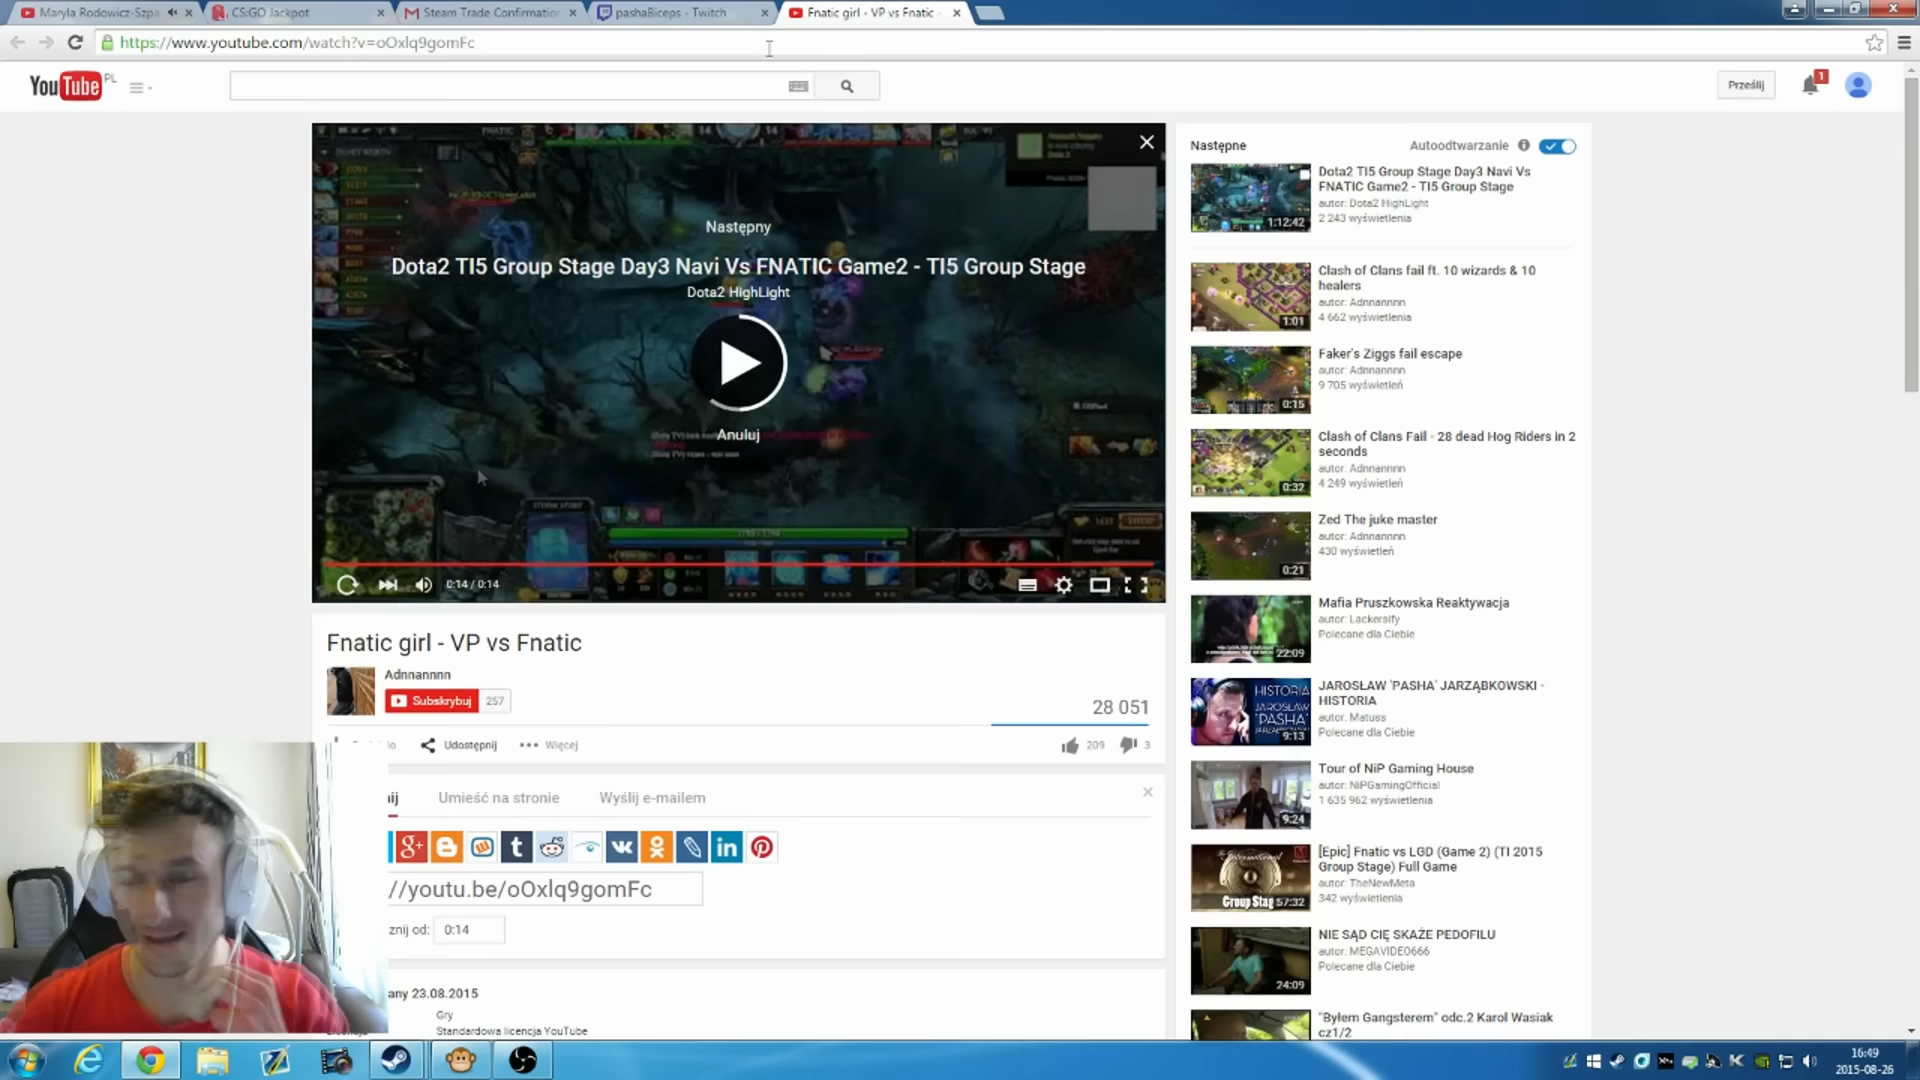 Maryla Rodowicz-Szpa
CS:GO Jackpot
Steam Trade Confirmation
pashaBiceps - Twitch
Fnatic girl - VP vs Fnatic -
https://www.youtube.com/watch?v=oOxlq9gomFc
YouTube PL
Prześlij
1
Następny
Dota2 TI5 Group Stage Day3 Navi Vs FNATIC Game2 - TI5 Group Stage
Dota2 HighLight
Anuluj
0:14 / 0:14
Fnatic girl - VP vs Fnatic
Adnnannnn
Subskrybuj 257
28 051
Udostępnij
Więcej
209
3
Umieść na stronie
Wyślij e-mailem
//youtu.be/oOxlq9gomFc
znij od: 0:14
any 23.08.2015
Gry
Standardowa licencja YouTube
Następne
Autoodtwarzanie
Dota2 TI5 Group Stage Day3 Navi Vs
FNATIC Game2 - TI5 Group Stage
autor: Dota2 HighLight
2 243 wyświetlenia
1:12:42
Clash of Clans fail ft. 10 wizards & 10
healers
autor: Adnnannnn
4 662 wyświetlenia
1:01
Faker's Ziggs fail escape
autor: Adnnannnn
9 705 wyświetleń
0:15
Clash of Clans Fail - 28 dead Hog Riders in 2
seconds
autor: Adnnannnn
4 249 wyświetleń
0:32
Zed The juke master
autor: Adnnannnn
430 wyświetleń
0:21
Mafia Pruszkowska Reaktywacja
autor: Lackersify
Polecane dla Ciebie
22:09
JAROSŁAW 'PASHA' JARZĄBKOWSKI -
HISTORIA
autor: Matuss
Polecane dla Ciebie
HISTORIA
JAROSŁAW
'PASHA'
9:13
Tour of NiP Gaming House
autor: NiPGamingOfficial
1 635 962 wyświetlenia
9:24
[Epic] Fnatic vs LGD (Game 2) (TI 2015
Group Stage) Full Game
autor: TheNewMeta
342 wyświetlenia
Group Stag
57:32
NIE SĄD CIĘ SKAŻE PEDOFILU
autor: MEGAVIDEO666
Polecane dla Ciebie
24:09
"Byłem Gangsterem" odc.2 Karol Wasiak
cz1/2
16:49
2015-08-26